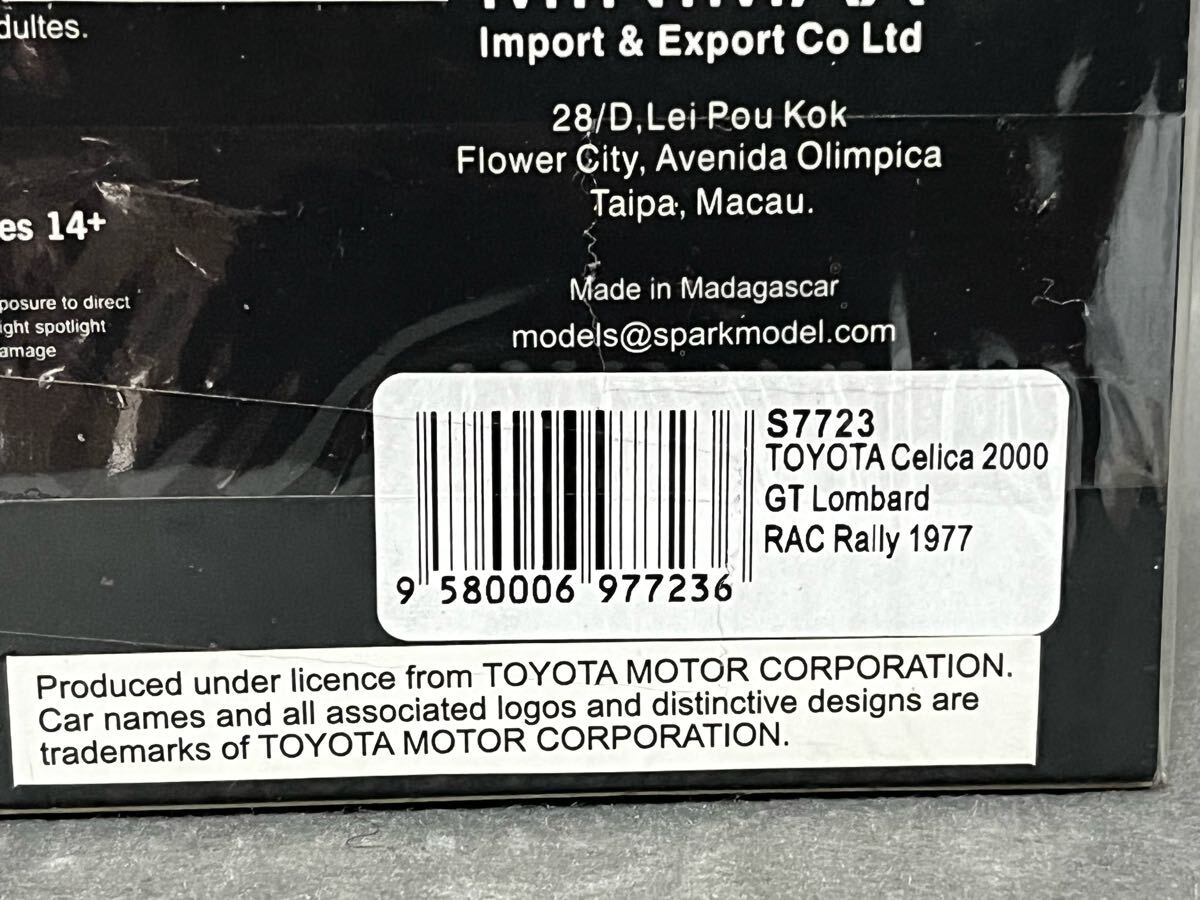 dultes.
Import & Export Co Ltd
28/D,Lei Pou Kok
Flower City, Avenida Olimpica
Taipa, Macau.
es 14+
Made in Madagascar
models@sparkmodel.com
posure to direct
ight spotlight
amage
S7723
TOYOTA Celica 2000
GT Lombard
RAC Rally 1977
9 580006 977236
Produced under licence from TOYOTA MOTOR CORPORATION.
Car names and all associated logos and distinctive designs are
trademarks of TOYOTA MOTOR CORPORATION.